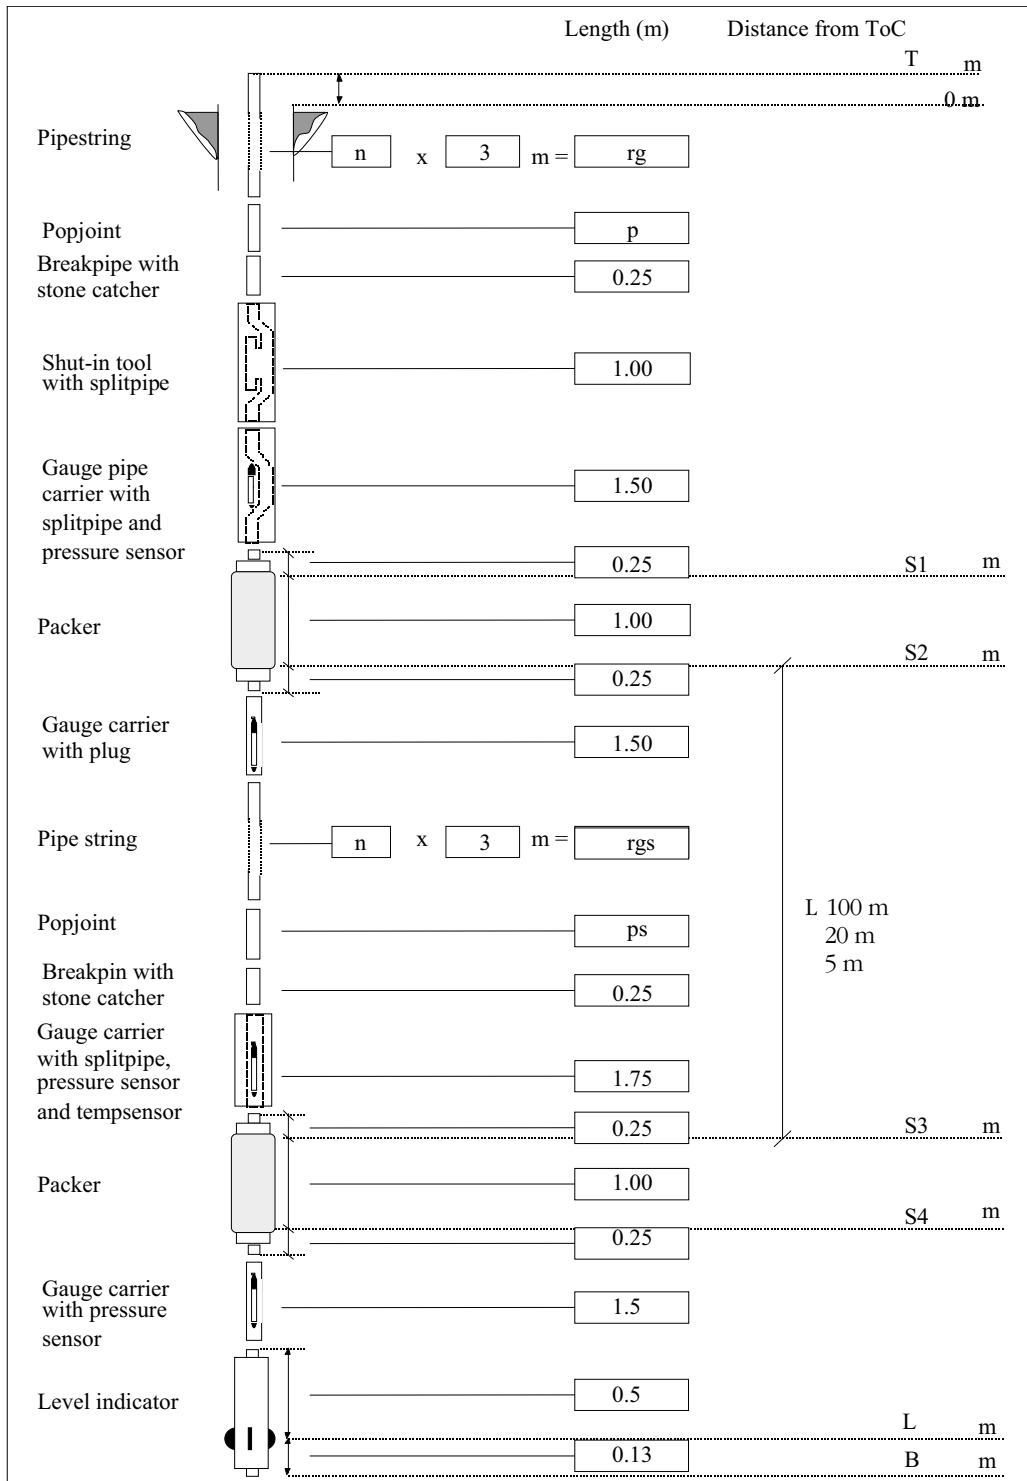 Length (m) Distance from ToC
T m
0 m
Pipestring n x 3 m = rg
Popjoint p
Breakpipe with
stone catcher 0.25
Shut-in tool
with splitpipe 1.00
Gauge pipe
carrier with
splitpipe and
pressure sensor 1.50
0.25 S1 m
Packer 1.00
S2 m
0.25
Gauge carrier
with plug 1.50
Pipe string n x 3 m = rgs
L 100 m
20 m
5 m
Popjoint ps
Breakpin with
stone catcher 0.25
Gauge carrier
with splitpipe,
pressure sensor
and tempsensor 1.75
0.25 S3 m
Packer 1.00
S4 m
0.25
Gauge carrier
with pressure
sensor 1.5
Level indicator 0.5
L m
0.13
B m